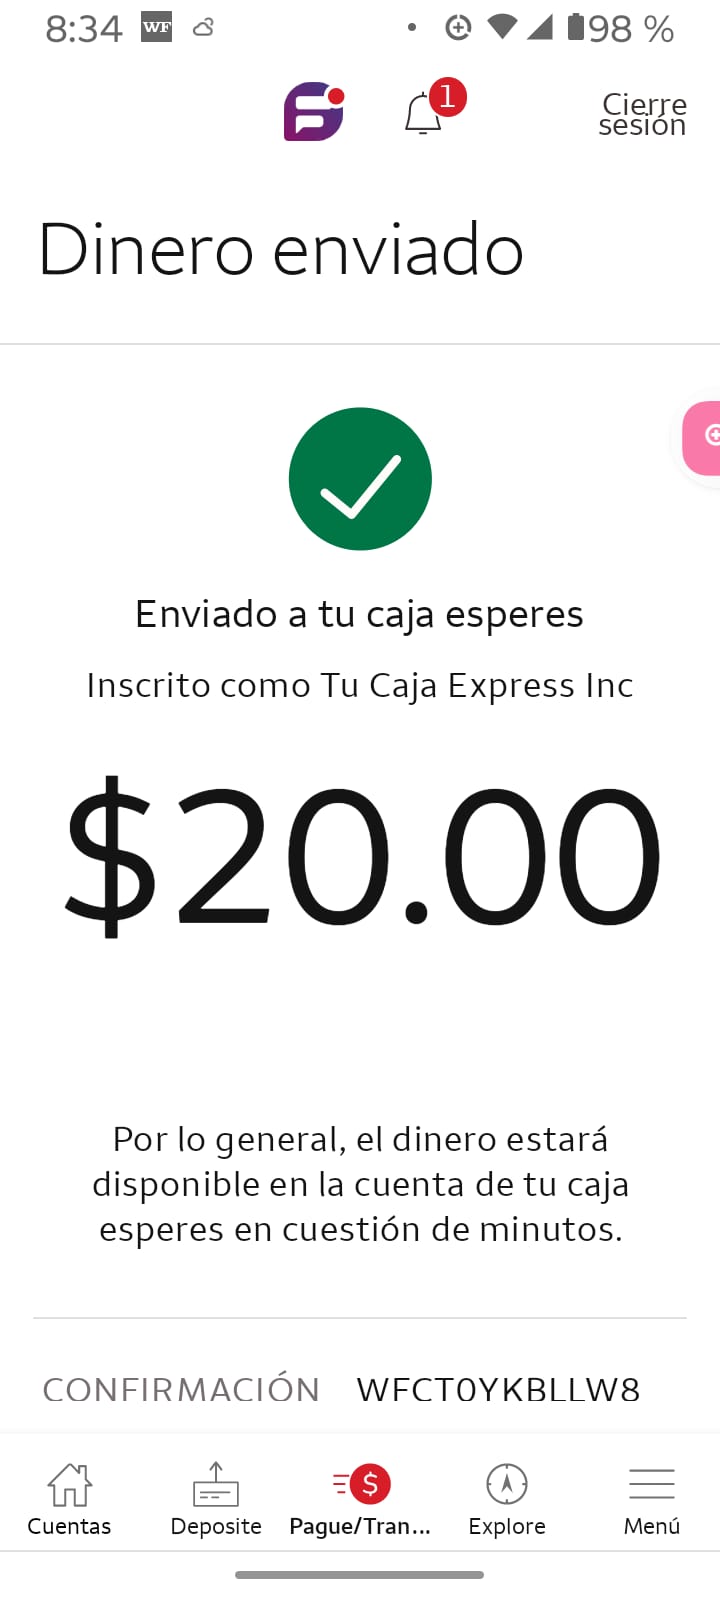 8:34 WF 98 %
1
Cierre
sesión
Dinero enviado
Enviado a tu caja esperes
Inscrito como Tu Caja Express Inc
$20.00
Por lo general, el dinero estará
disponible en la cuenta de tu caja
esperes en cuestión de minutos.
CONFIRMACIÓN WFCT0YKBLLW8
Cuentas Deposite Pague/Tran... Explore Menú